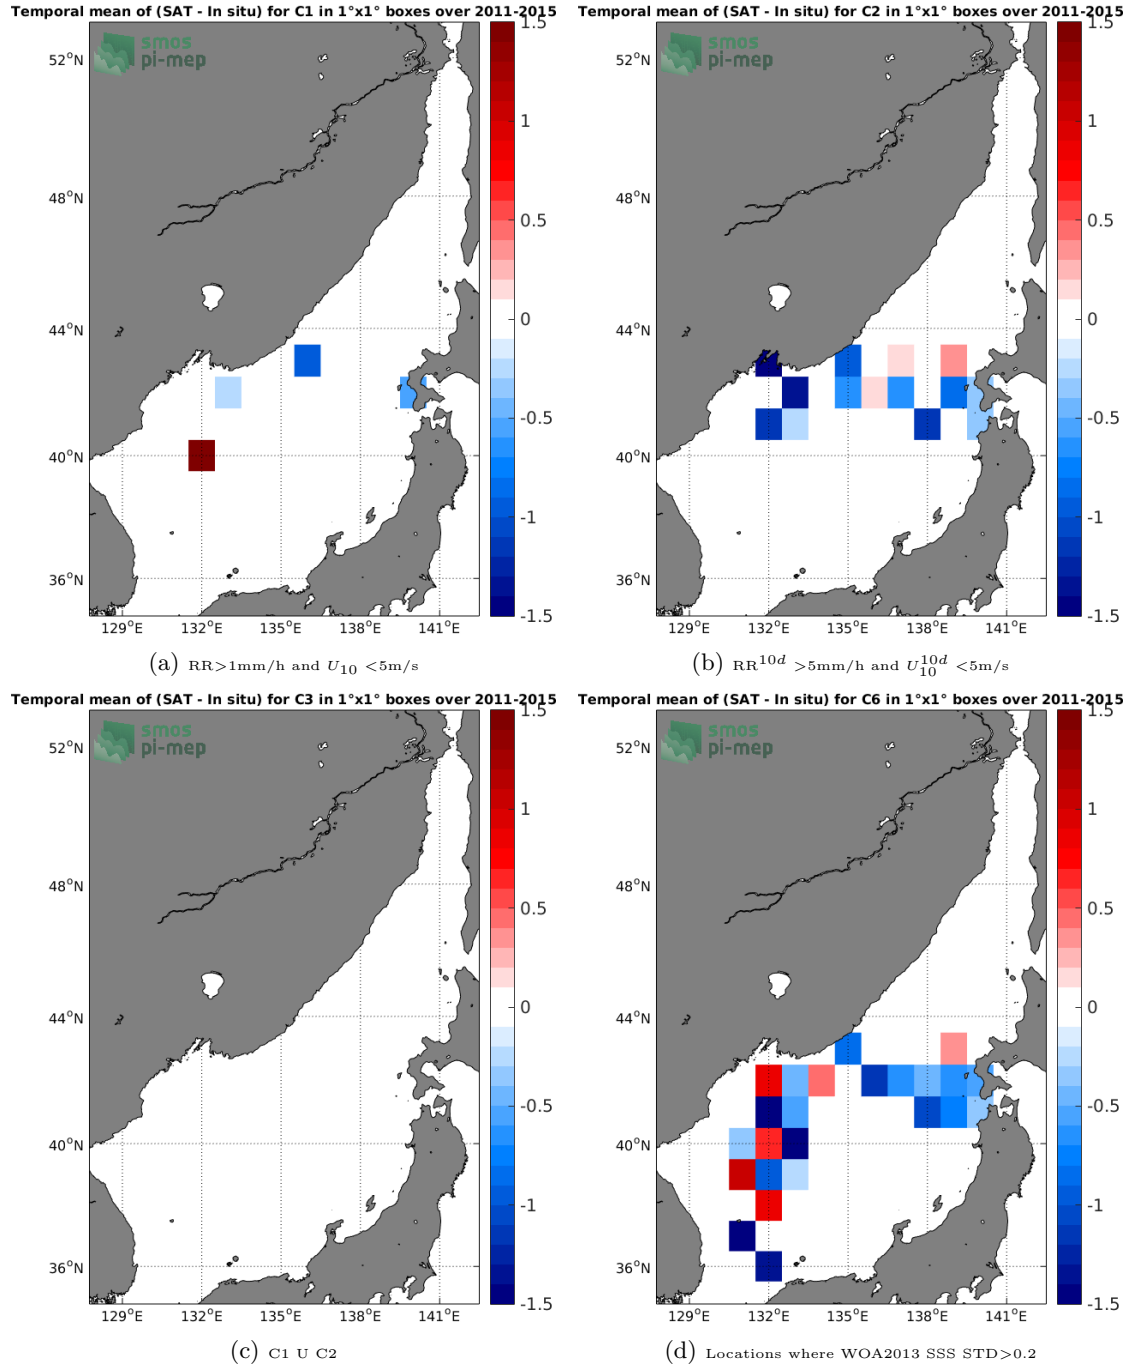 Temporal mean of (SAT - In situ) for C1 in 1°x1° boxes over 2011-2015
smos
pi-mep
52°N
48°N
44°N
40°N
36°N
129°E 132°E 135°E 138°E 141°E
1.5
1
0.5
0
-0.5
-1
-1.5
(a) RR>1mm/h and U10 <5m/s
Temporal mean of (SAT - In situ) for C2 in 1°x1° boxes over 2011-2015
smos
pi-mep
52°N
48°N
44°N
40°N
36°N
129°E 132°E 135°E 138°E 141°E
1.5
1
0.5
0
-0.5
-1
-1.5
(b) RR^10d >5mm/h and U10^10d <5m/s
Temporal mean of (SAT - In situ) for C3 in 1°x1° boxes over 2011-2015
smos
pi-mep
52°N
48°N
44°N
40°N
36°N
129°E 132°E 135°E 138°E 141°E
1.5
1
0.5
0
-0.5
-1
-1.5
(c) C1 U C2
Temporal mean of (SAT - In situ) for C6 in 1°x1° boxes over 2011-2015
smos
pi-mep
52°N
48°N
44°N
40°N
36°N
129°E 132°E 135°E 138°E 141°E
1.5
1
0.5
0
-0.5
-1
-1.5
(d) Locations where WOA2013 SSS STD>0.2